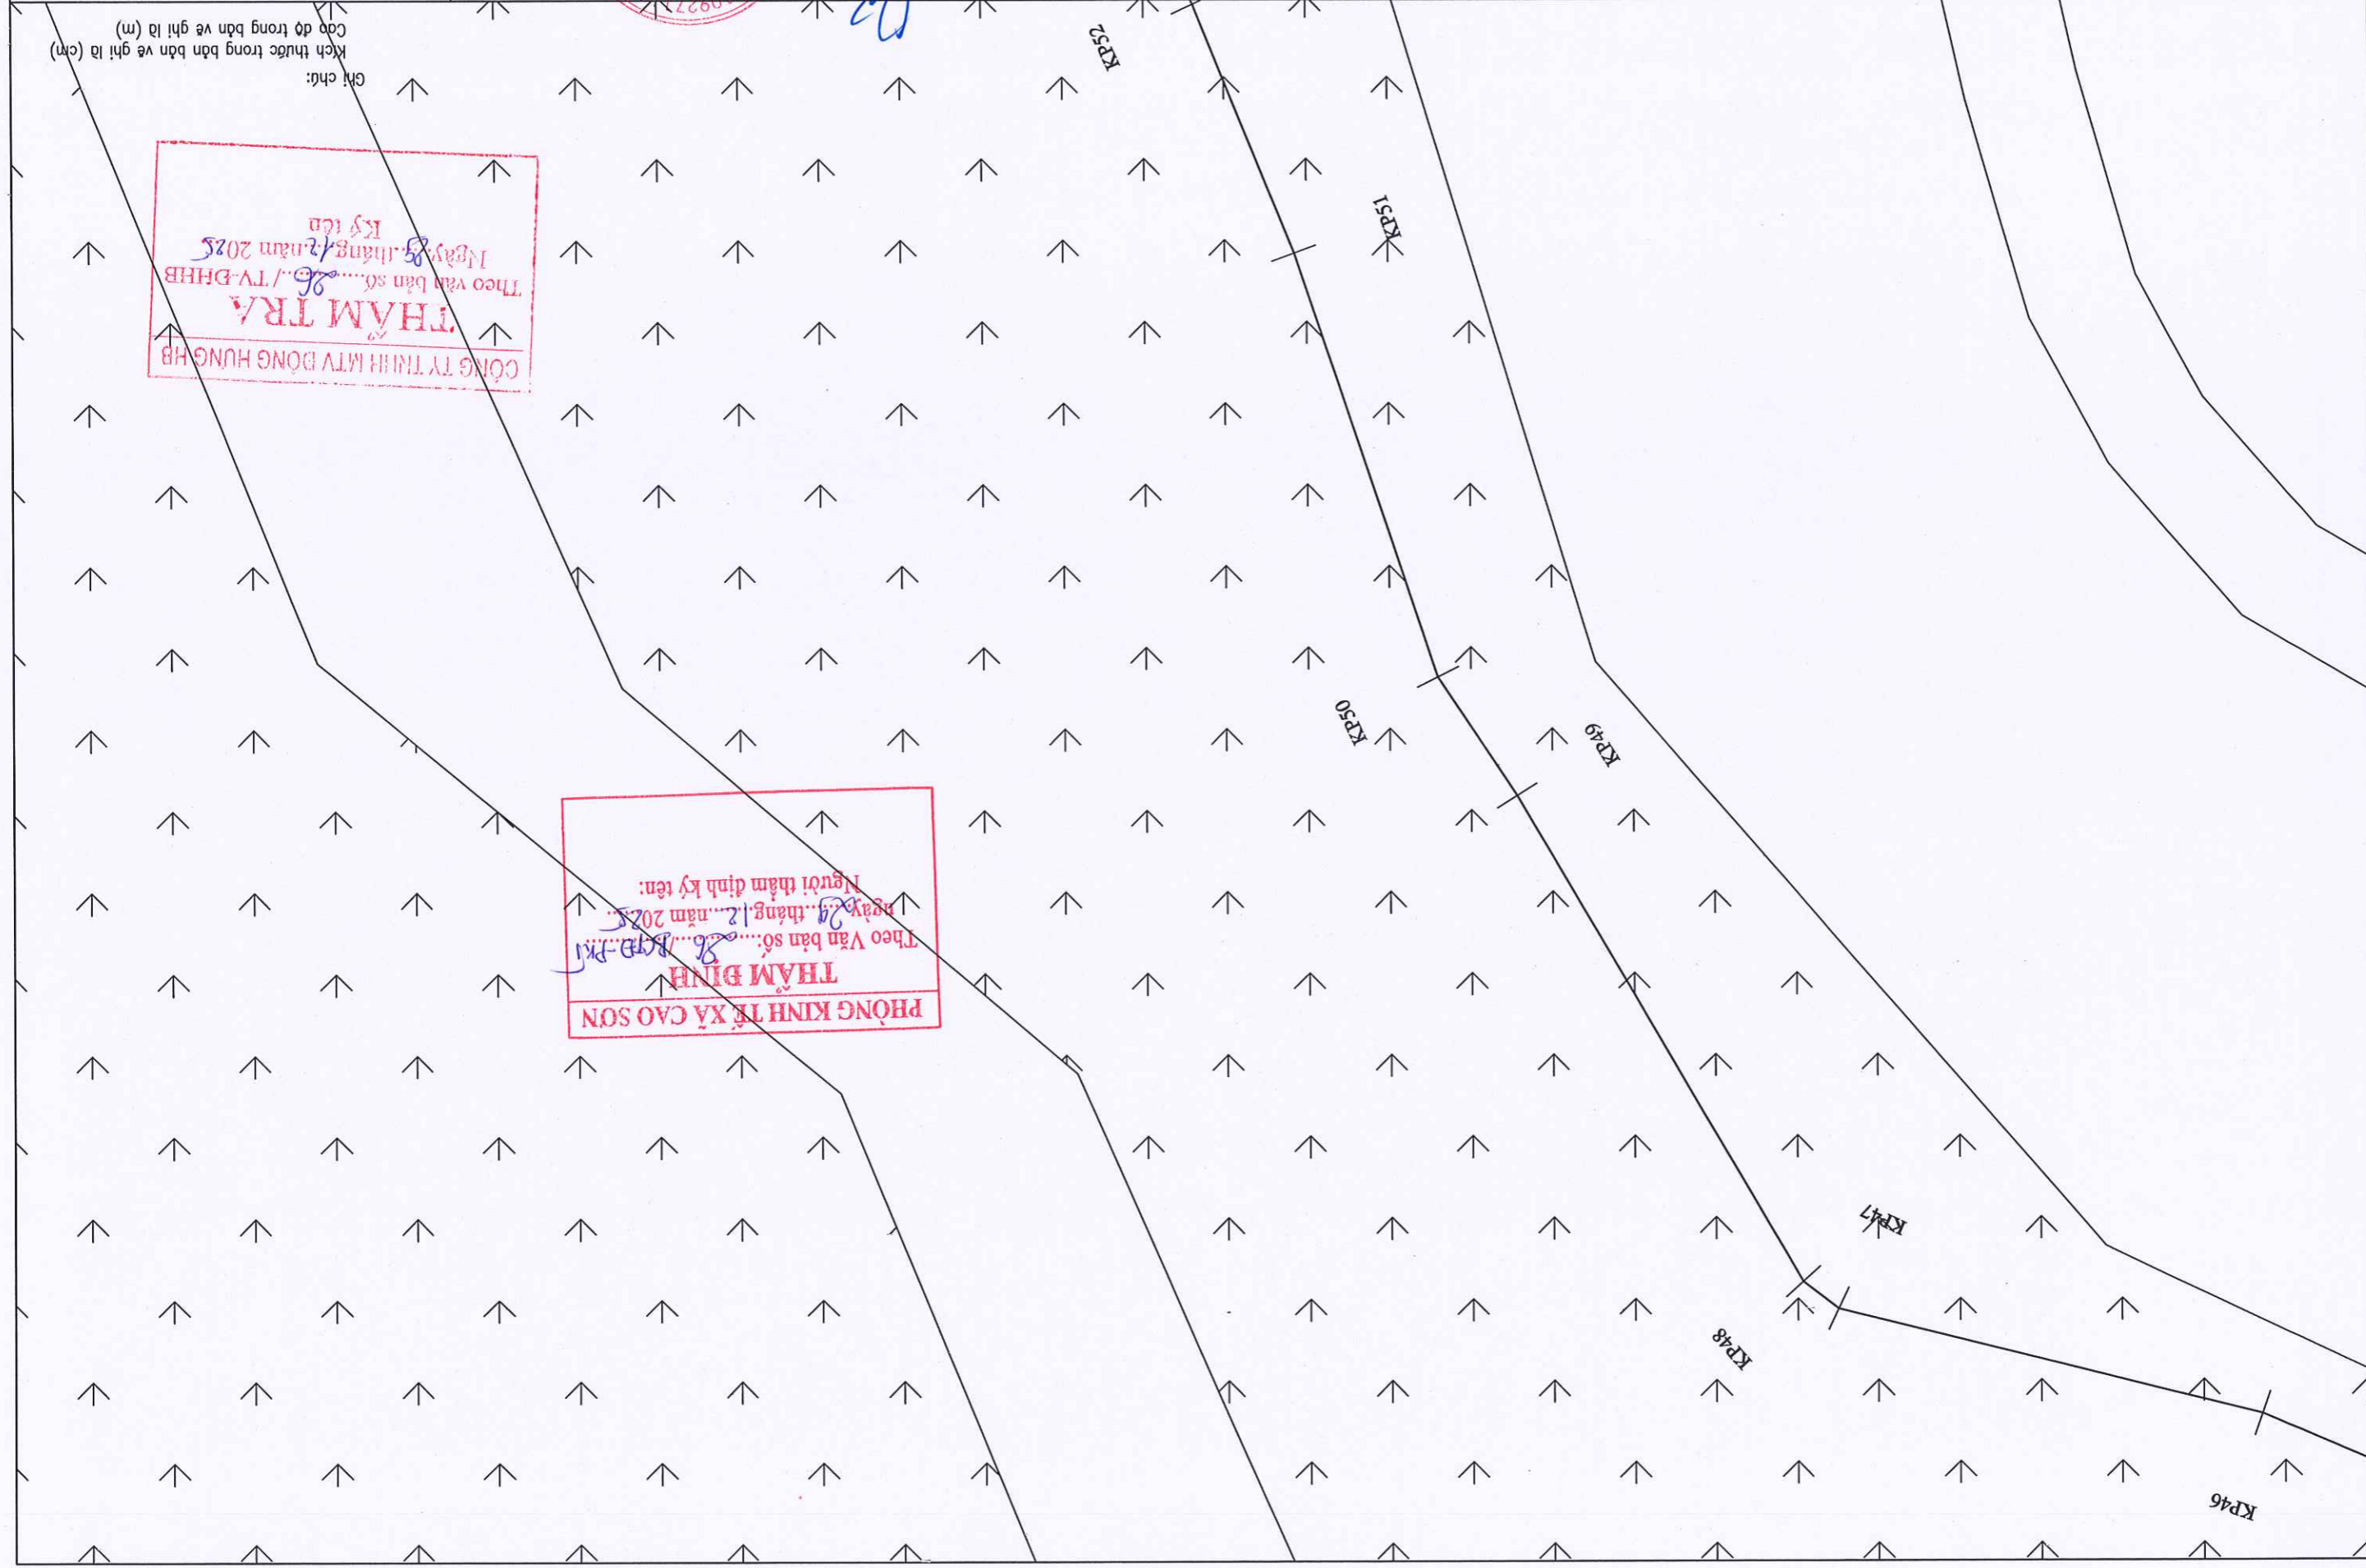 Ghi chú:
Kích thước trong bản bản vẽ ghi là (cm)
Cao độ trong bản vẽ ghi là (m)
CÔNG TY TNHH MTV ĐÔNG HƯNG HB
THẨM TRA
Theo văn bản số.....26../TV-ĐHHB
Ngày tháng 12 năm 2025
Ký tên
PHÒNG KINH TẾ XÃ CAO SƠN
THẨM ĐỊNH
Theo Văn bản số: 26 /BCTĐ-PKT
ngày 29 tháng 12 năm 2025
Người thẩm định ký tên:
KP46
KP47
KP48
KP49
KP50
KP51
KP52